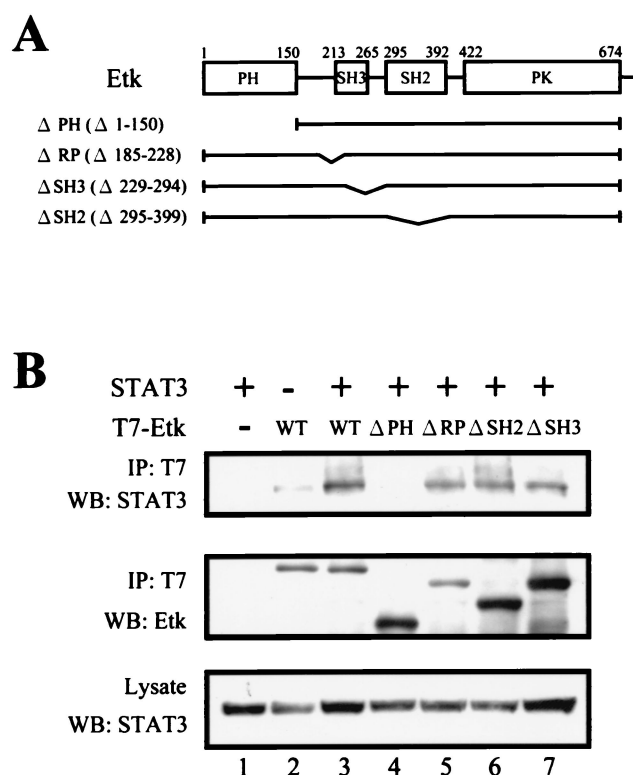 A
1 150 213 265 295 392 422 674
Etk PH SH3 SH2 PK
Δ PH (Δ 1-150)
Δ RP (Δ 185-228)
ΔSH3 (Δ 229-294)
ΔSH2 (Δ 295-399)
B
STAT3 + - + + + + +
T7-Etk - WT WT ΔPH ΔRP ΔSH2 ΔSH3
IP: T7
WB: STAT3
IP: T7
WB: Etk
Lysate
WB: STAT3
1 2 3 4 5 6 7